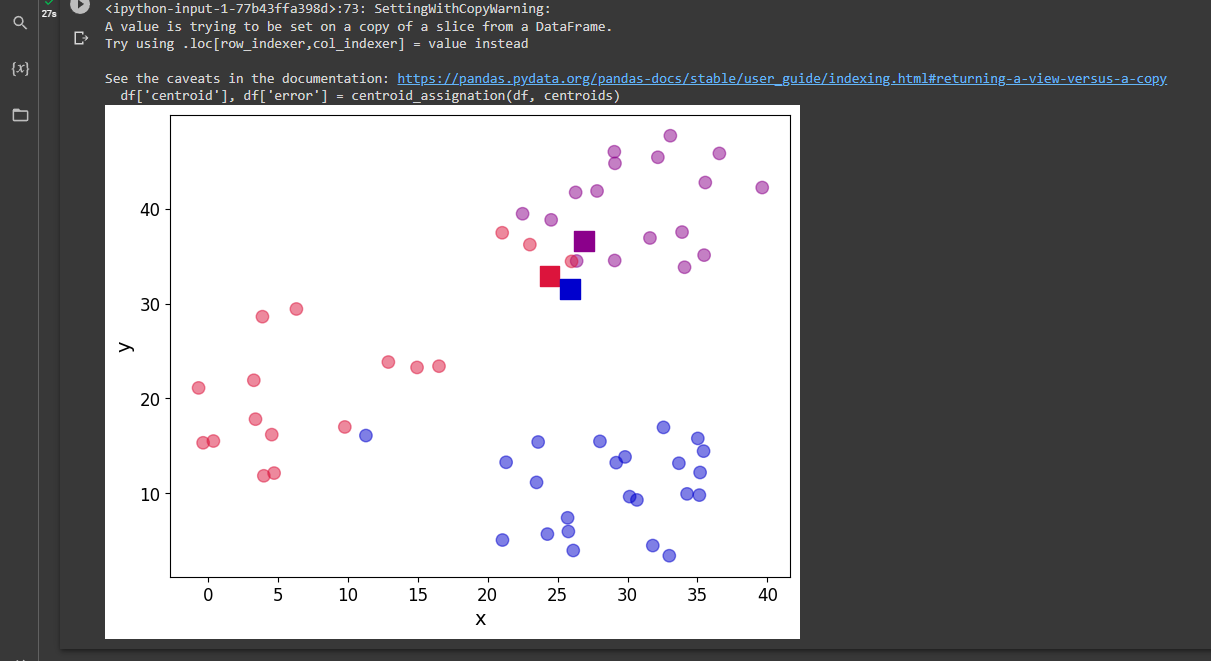 27s
<ipython-input-1-77b43ffa398d>:73: SettingWithCopyWarning:
A value is trying to be set on a copy of a slice from a DataFrame.
Try using .loc[row_indexer,col_indexer] = value instead
{x}
See the caveats in the documentation: https://pandas.pydata.org/pandas-docs/stable/user_guide/indexing.html#returning-a-view-versus-a-copy
df['centroid'], df['error'] = centroid_assignation(df, centroids)
40
30
y
20
10
0 5 10 15 20 25 30 35 40
x